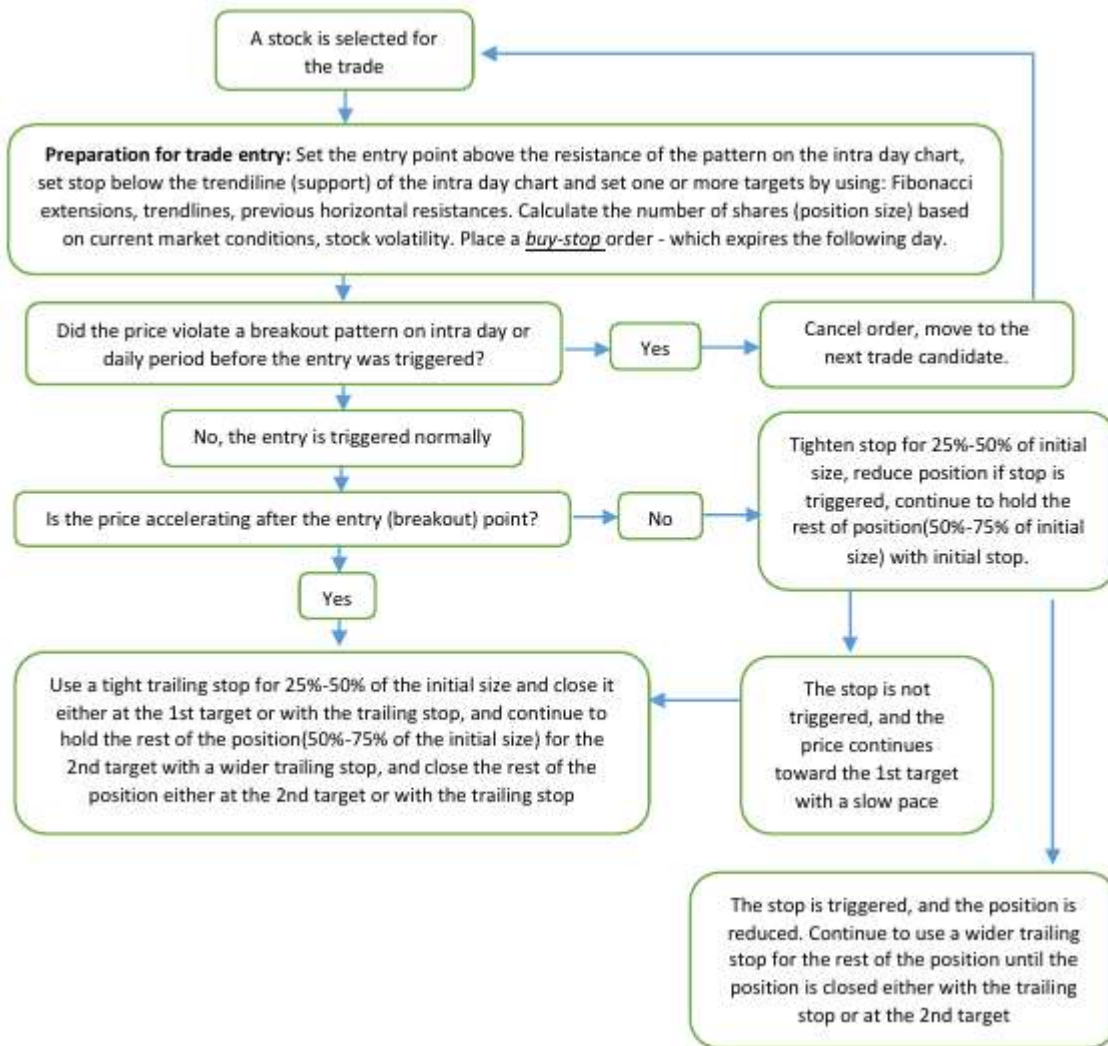 A stock is selected for
the trade
Preparation for trade entry: Set the entry point above the resistance of the pattern on the intra day chart,
set stop below the trendiline (support) of the intra day chart and set one or more targets by using: Fibonacci
extensions, trendlines, previous horizontal resistances. Calculate the number of shares (position size) based
on current market conditions, stock volatility. Place a buy-stop order - which expires the following day.
Did the price violate a breakout pattern on intra day or
daily period before the entry was triggered?
Yes
Cancel order, move to the
next trade candidate.
No, the entry is triggered normally
Tighten stop for 25%-50% of initial
size, reduce position if stop is
triggered, continue to hold the
rest of position(50%-75% of initial
size) with initial stop.
Is the price accelerating after the entry (breakout) point?
No
Yes
Use a tight trailing stop for 25%-50% of the initial size and close it
either at the 1st target or with the trailing stop, and continue to
hold the rest of the position(50%-75% of the initial size) for the
2nd target with a wider trailing stop, and close the rest of the
position either at the 2nd target or with the trailing stop
The stop is not
triggered, and the
price continues
toward the 1st target
with a slow pace
The stop is triggered, and the position is
reduced. Continue to use a wider trailing
stop for the rest of the position until the
position is closed either with the trailing
stop or at the 2nd target